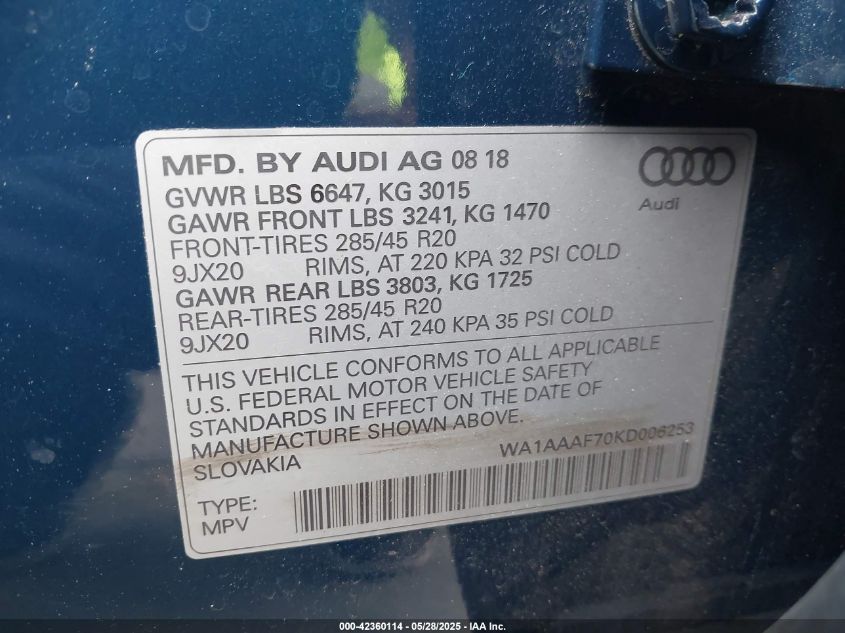 MFD. BY AUDI AG 08 18
Audi
GVWR LBS 6647, KG 3015
GAWR FRONT LBS 3241, KG 1470
FRONT-TIRES 285/45 R20
9JX20 RIMS, AT 220 KPA 32 PSI COLD
GAWR REAR LBS 3803, KG 1725
REAR-TIRES 285/45 R20
9JX20 RIMS, AT 240 KPA 35 PSI COLD
THIS VEHICLE CONFORMS TO ALL APPLICABLE
U.S. FEDERAL MOTOR VEHICLE SAFETY
STANDARDS IN EFFECT ON THE DATE OF
MANUFACTURE SHOWN ABOVE.
SLOVAKIA WA1AAAF70KD006253
TYPE:
MPV
000-42360114 - 05/28/2025 - IAA Inc.